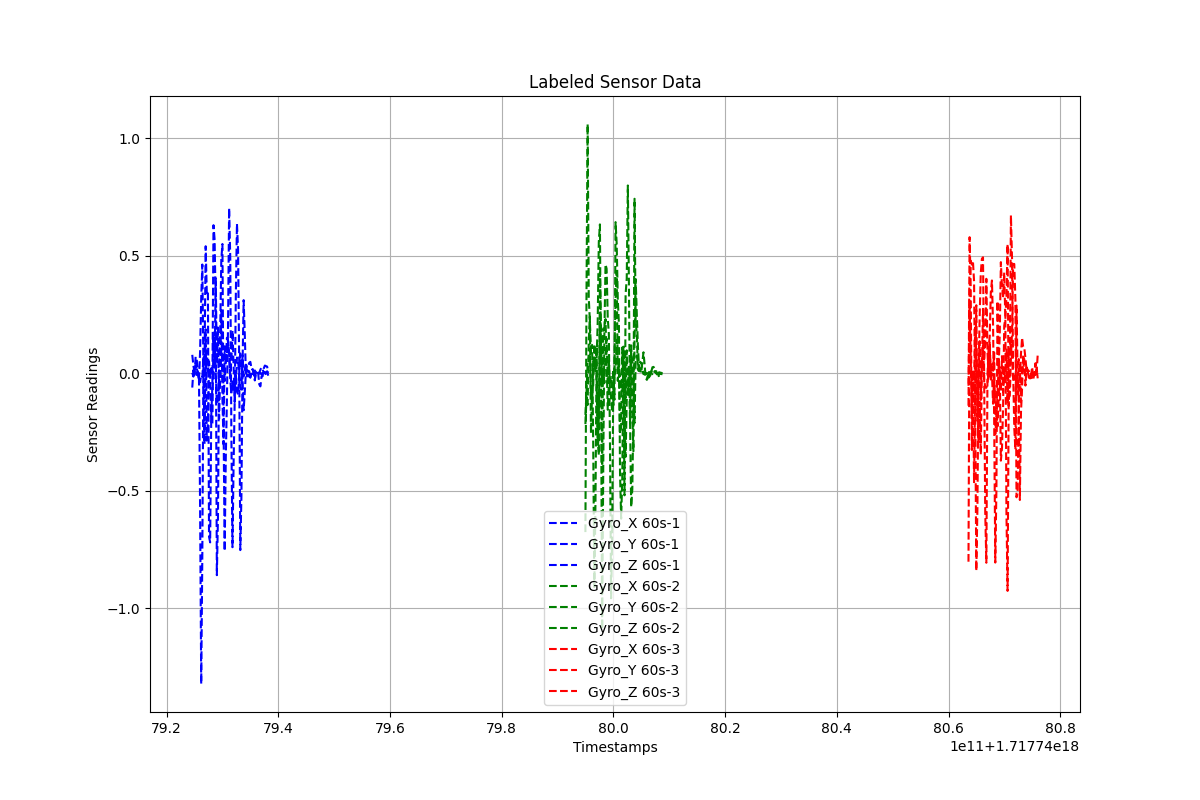 Labeled Sensor Data
1.0
0.5
0.0
−0.5
−1.0
Sensor Readings
Gyro_X 60s-1
Gyro_Y 60s-1
Gyro_Z 60s-1
Gyro_X 60s-2
Gyro_Y 60s-2
Gyro_Z 60s-2
Gyro_X 60s-3
Gyro_Y 60s-3
Gyro_Z 60s-3
79.2 79.4 79.6 79.8 80.0 80.2 80.4 80.6 80.8
Timestamps
1e11+1.71774e18